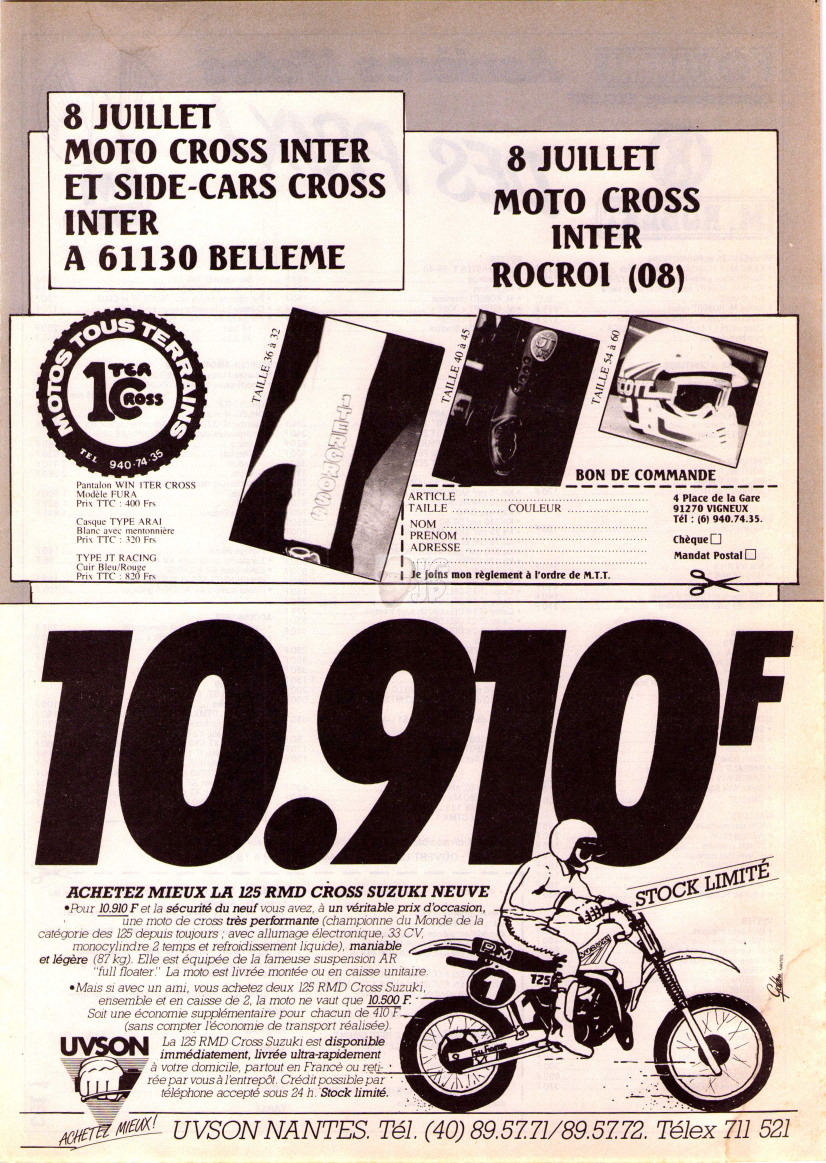 8 JUILLET
MOTO CROSS INTER
ET SIDE-CARS CROSS
INTER
A 61130 BELLEME
8 JUILLET
MOTO CROSS
INTER
ROCROI (08)
MOTOS TOUS TERRAINS
1TER
CROSS
TEL 940-74-35
Pantalon WIN 1TER CROSS
Modèle FURA
Prix TTC : 400 Frs
Casque TYPE ARAI
Blanc avec mentonnière
Prix TTC : 320 Frs
TYPE JT RACING
Cuir Bleu/Rouge
Prix TTC : 820 Frs
TAILLE 36 à 32
TAILLE 40 à 45
TAILLE 54 à 60
BON DE COMMANDE
ARTICLE
TAILLE COULEUR
NOM
PRENOM
ADRESSE
Je joins mon règlement à l'ordre de M.T.T.
4 Place de la Gare
91270 VIGNEUX
Tél : (6) 940.74.35.
Chèque
Mandat Postal
10.910F
STOCK LIMITÉ
ACHETEZ MIEUX LA 125 RMD CROSS SUZUKI NEUVE
•Pour 10.910 F et la sécurité du neuf vous avez, à un véritable prix d'occasion,
une moto de cross très performante (championne du Monde de la
catégorie des 125 depuis toujours ; avec allumage électronique, 33 CV,
monocylindre 2 temps et refroidissement liquide), maniable
et légère (87 kg). Elle est équipée de la fameuse suspension AR
"full floater." La moto est livrée montée ou en caisse unitaire.
•Mais si avec un ami, vous achetez deux 125 RMD Cross Suzuki,
ensemble et en caisse de 2, la moto ne vaut que 10.500 F.
Soit une économie supplémentaire pour chacun de 410 F
(sans compter l'économie de transport réalisée).
La 125 RMD Cross Suzuki est disponible
immédiatement, livrée ultra-rapidement
à votre domicile, partout en France ou reti-
rée par vous à l'entrepôt. Crédit possible par
téléphone accepté sous 24 h. Stock limité.
RM
125
1
Full Floater
UVSON
ACHETEZ MIEUX!
UVSON NANTES. Tél. (40) 89.57.71/89.57.72. Télex 711 521